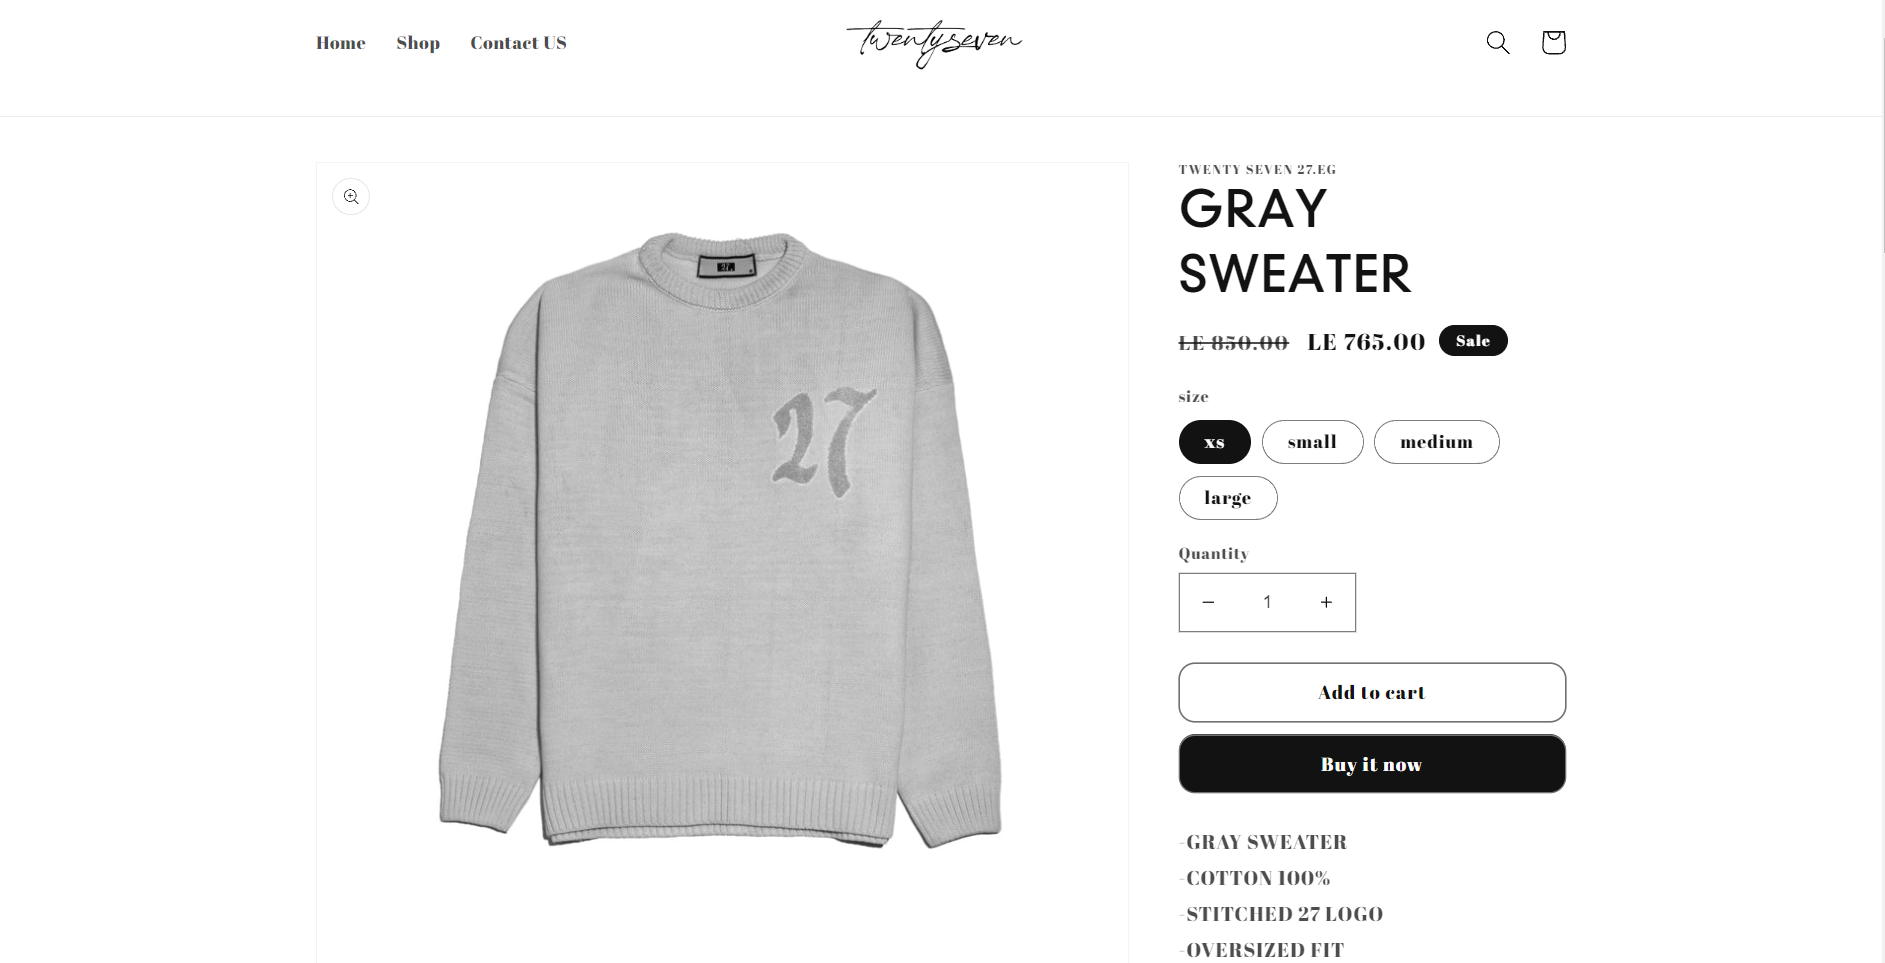 Home Shop Contact US
twentyseven
TWENTY SEVEN 27.EG
GRAY
SWEATER
LE 850.00 LE 765.00 Sale
size
xs small medium
large
Quantity
− 1 +
Add to cart
Buy it now
-GRAY SWEATER
-COTTON 100%
-STITCHED 27 LOGO
-OVERSIZED FIT
27.
27